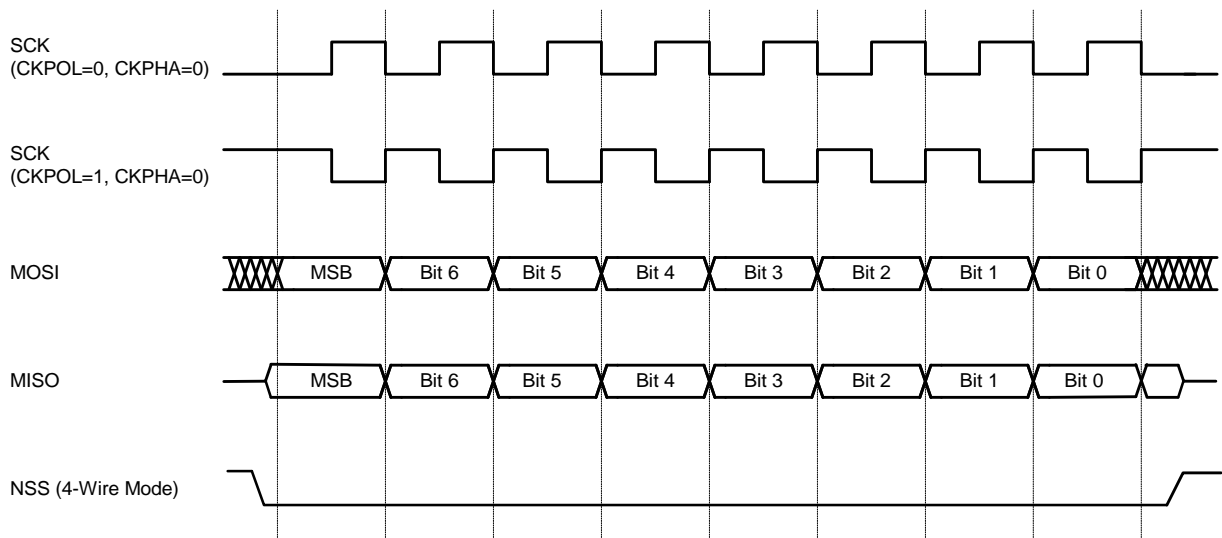 SCK
(CKPOL=0, CKPHA=0)
SCK
(CKPOL=1, CKPHA=0)
MOSI
MSB
Bit 6
Bit 5
Bit 4
Bit 3
Bit 2
Bit 1
Bit 0
MISO
MSB
Bit 6
Bit 5
Bit 4
Bit 3
Bit 2
Bit 1
Bit 0
NSS (4-Wire Mode)